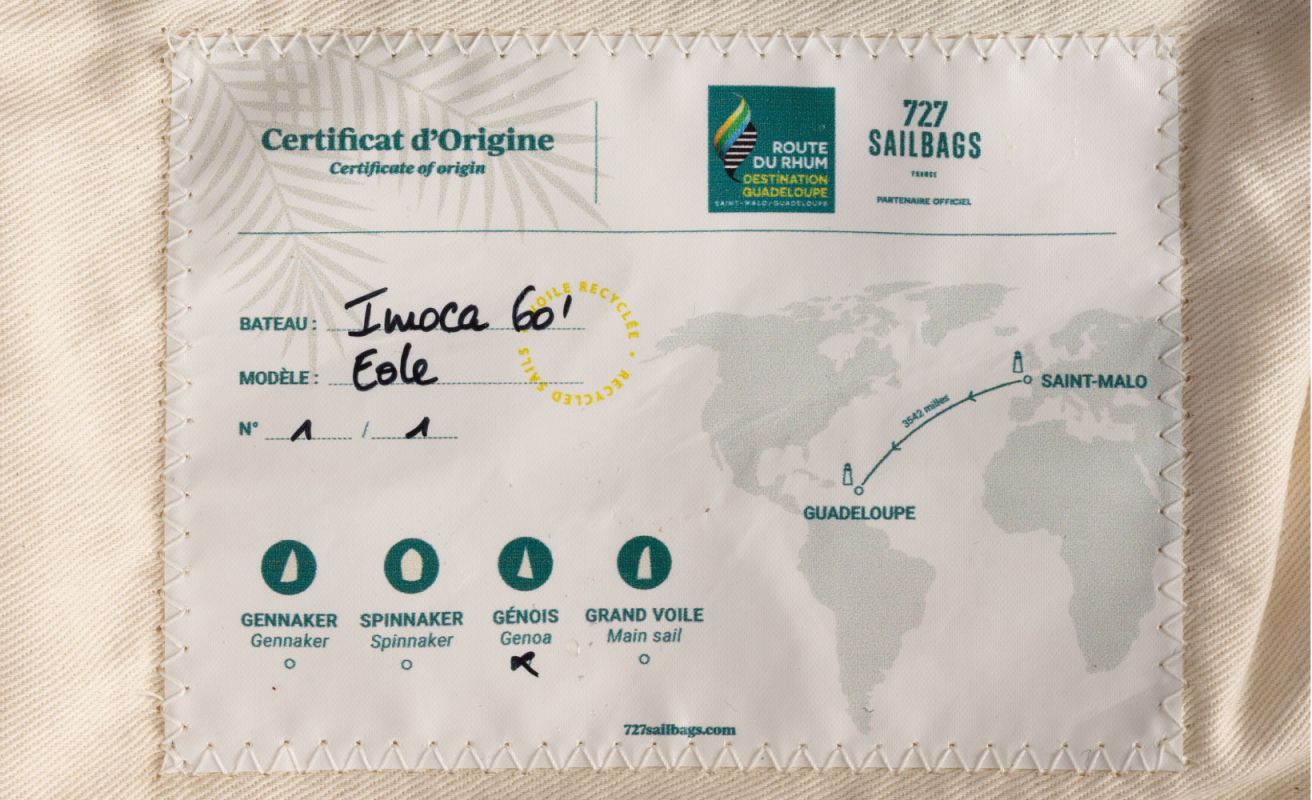 Certificat d'Origine
Certificate of origin
ROUTE
DU RHUM
DESTINATION
GUADELOUPE
SAINT-MALO/GUADELOUPE
727
SAILBAGS
FRANCE
PARTENAIRE OFFICIEL
BATEAU : Imoca 60'
MODÈLE : Eole
N° 1 / 1
VOILE RECYCLÉE • RECYCLED SAILS
SAINT-MALO
3542 milles
GUADELOUPE
GENNAKER
Gennaker
SPINNAKER
Spinnaker
GÉNOIS
Genoa
GRAND VOILE
Main sail
727sailbags.com